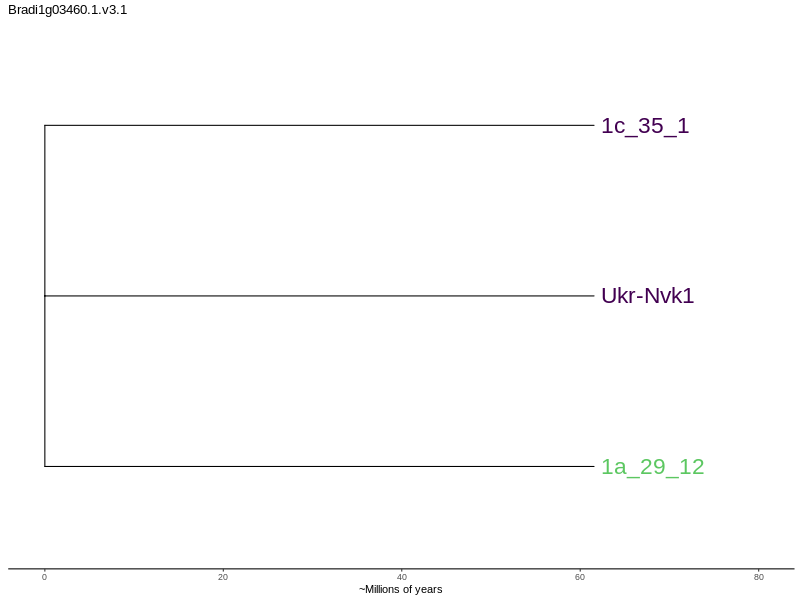 Bradi1g03460.1.v3.1
1c_35_1
Ukr-Nvk1
1a_29_12
0 20 40 60 80
~Millions of years